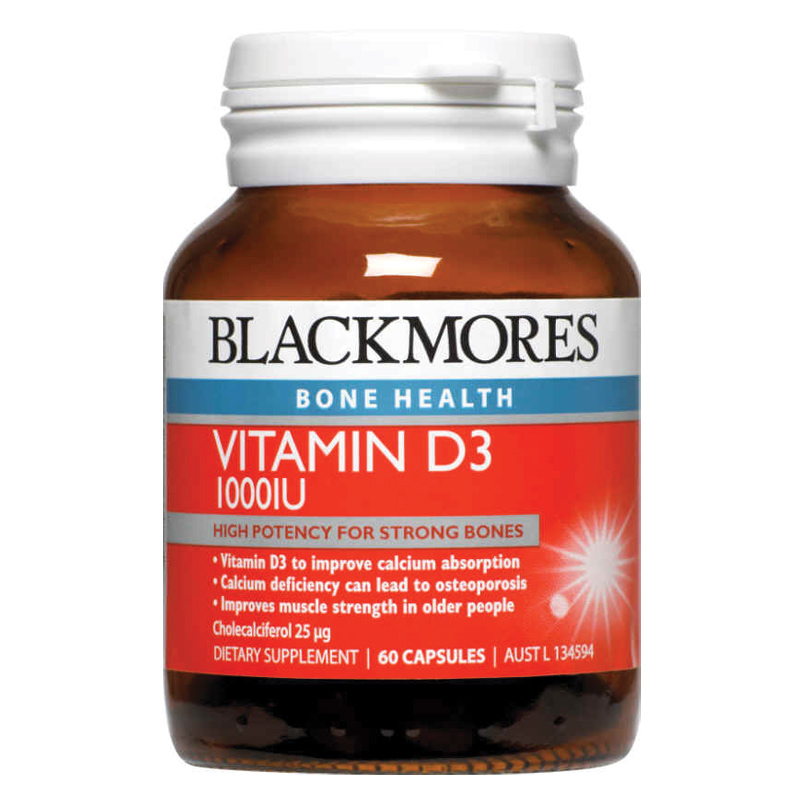 BLACKMORES
BONE HEALTH
VITAMIN D3
1000IU
HIGH POTENCY FOR STRONG BONES
• Vitamin D3 to improve calcium absorption
• Calcium deficiency can lead to osteoporosis
• Improves muscle strength in older people
Cholecalciferol 25 µg
DIETARY SUPPLEMENT | 60 CAPSULES | AUST L 134594